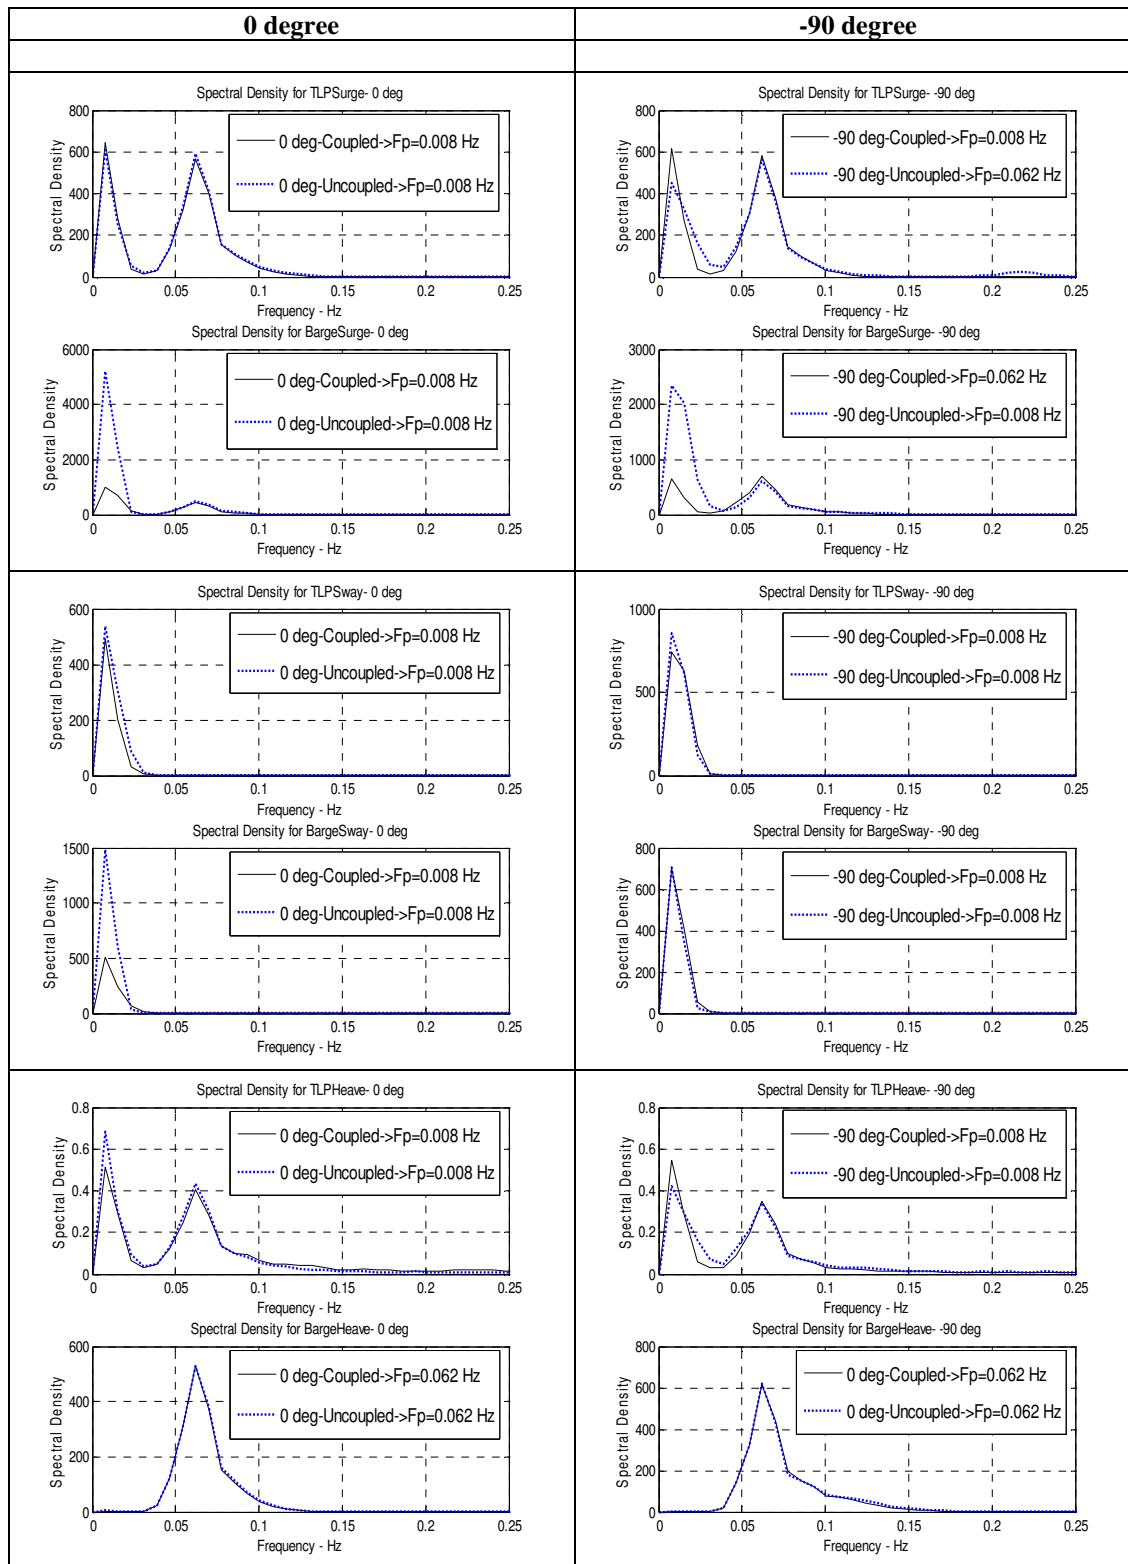 0 degree
-90 degree
Spectral Density for TLPSurge- 0 deg
Spectral Density
800
600
400
200
0
0 deg-Coupled->Fp=0.008 Hz
0 deg-Uncoupled->Fp=0.008 Hz
0 0.05 0.1 0.15 0.2 0.25
Frequency - Hz
Spectral Density for BargeSurge- 0 deg
Spectral Density
6000
4000
2000
0
0 deg-Coupled->Fp=0.008 Hz
0 deg-Uncoupled->Fp=0.008 Hz
0 0.05 0.1 0.15 0.2 0.25
Frequency - Hz
Spectral Density for TLPSurge- -90 deg
Spectral Density
800
600
400
200
0
-90 deg-Coupled->Fp=0.008 Hz
-90 deg-Uncoupled->Fp=0.062 Hz
0 0.05 0.1 0.15 0.2 0.25
Frequency - Hz
Spectral Density for BargeSurge- -90 deg
Spectral Density
3000
2000
1000
0
-90 deg-Coupled->Fp=0.062 Hz
-90 deg-Uncoupled->Fp=0.008 Hz
0 0.05 0.1 0.15 0.2 0.25
Frequency - Hz
Spectral Density for TLPSway- 0 deg
Spectral Density
600
400
200
0
0 deg-Coupled->Fp=0.008 Hz
0 deg-Uncoupled->Fp=0.008 Hz
0 0.05 0.1 0.15 0.2 0.25
Frequency - Hz
Spectral Density for BargeSway- 0 deg
Spectral Density
1500
1000
500
0
0 deg-Coupled->Fp=0.008 Hz
0 deg-Uncoupled->Fp=0.008 Hz
0 0.05 0.1 0.15 0.2 0.25
Frequency - Hz
Spectral Density for TLPSway- -90 deg
Spectral Density
1000
500
0
-90 deg-Coupled->Fp=0.008 Hz
-90 deg-Uncoupled->Fp=0.008 Hz
0 0.05 0.1 0.15 0.2 0.25
Frequency - Hz
Spectral Density for BargeSway- -90 deg
Spectral Density
800
600
400
200
0
-90 deg-Coupled->Fp=0.008 Hz
-90 deg-Uncoupled->Fp=0.008 Hz
0 0.05 0.1 0.15 0.2 0.25
Frequency - Hz
Spectral Density for TLPHeave- 0 deg
Spectral Density
0.8
0.6
0.4
0.2
0
0 deg-Coupled->Fp=0.008 Hz
0 deg-Uncoupled->Fp=0.008 Hz
0 0.05 0.1 0.15 0.2 0.25
Frequency - Hz
Spectral Density for BargeHeave- 0 deg
Spectral Density
600
400
200
0
0 deg-Coupled->Fp=0.062 Hz
0 deg-Uncoupled->Fp=0.062 Hz
0 0.05 0.1 0.15 0.2 0.25
Frequency - Hz
Spectral Density for TLPHeave- -90 deg
Spectral Density
0.8
0.6
0.4
0.2
0
-90 deg-Coupled->Fp=0.008 Hz
-90 deg-Uncoupled->Fp=0.008 Hz
0 0.05 0.1 0.15 0.2 0.25
Frequency - Hz
Spectral Density for BargeHeave- -90 deg
Spectral Density
800
600
400
200
0
0 deg-Coupled->Fp=0.062 Hz
0 deg-Uncoupled->Fp=0.062 Hz
0 0.05 0.1 0.15 0.2 0.25
Frequency - Hz